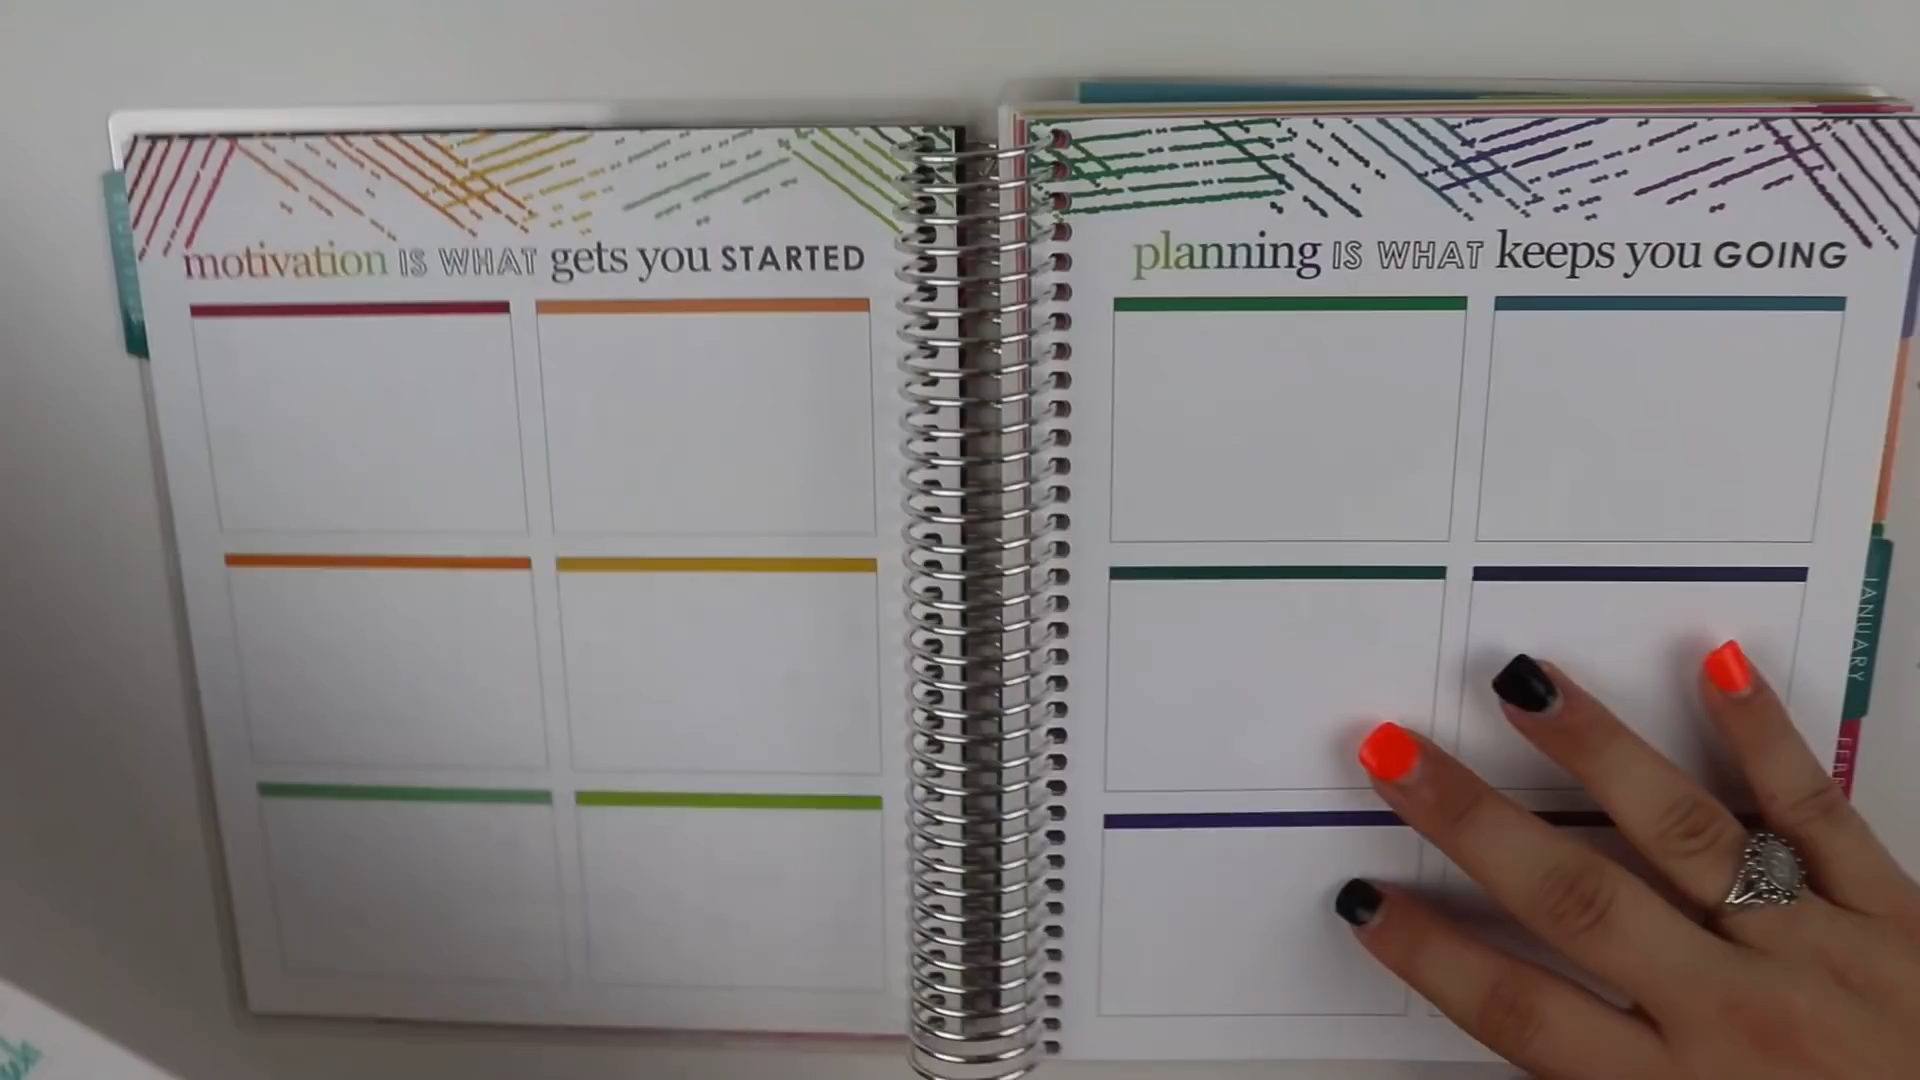 motivation IS WHAT gets you STARTED
planning IS WHAT keeps you GOING
JANUARY